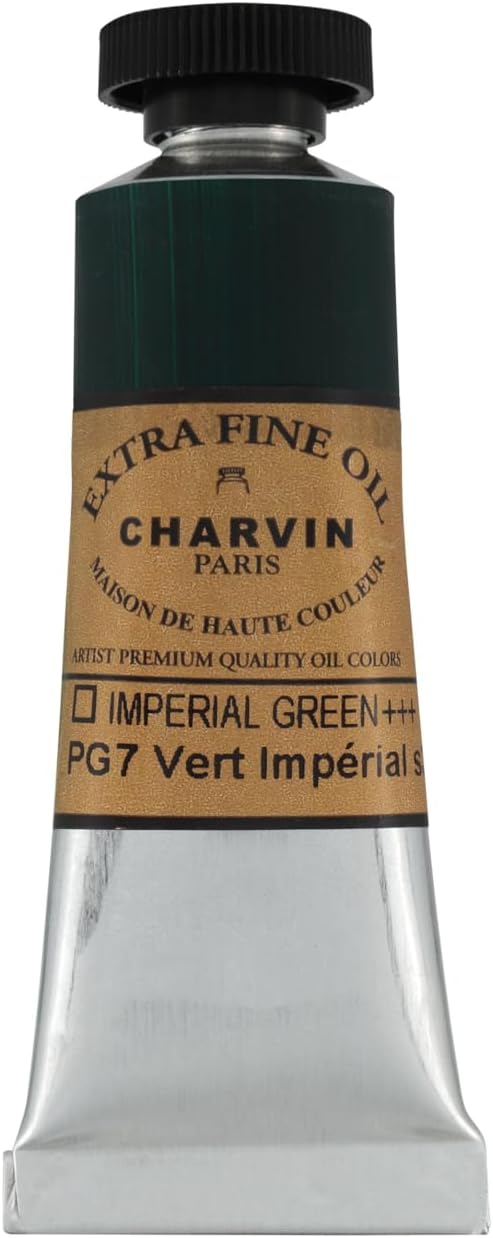 EXTRA FINE OIL
CHARVIN
PARIS
MAISON DE HAUTE COULEUR
ARTIST PREMIUM QUALITY OIL COLORS
IMPERIAL GREEN+++
PG7 Vert Impérial